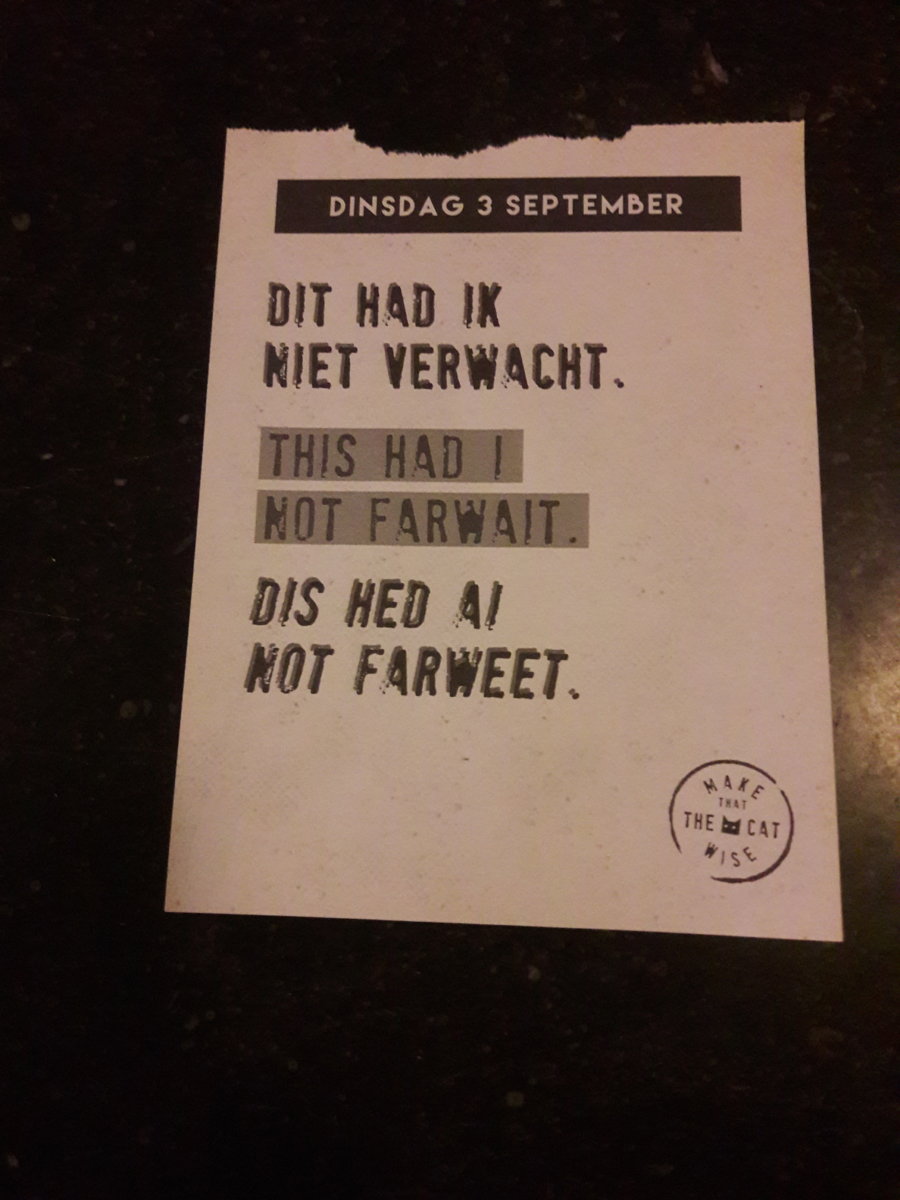 DINSDAG 3 SEPTEMBER
DIT HAD IK
NIET VERWACHT.
THIS HAD I
NOT FARWAIT.
DIS HED AI
NOT FARWEET.
MAKE
THAT
THE CAT
WISE